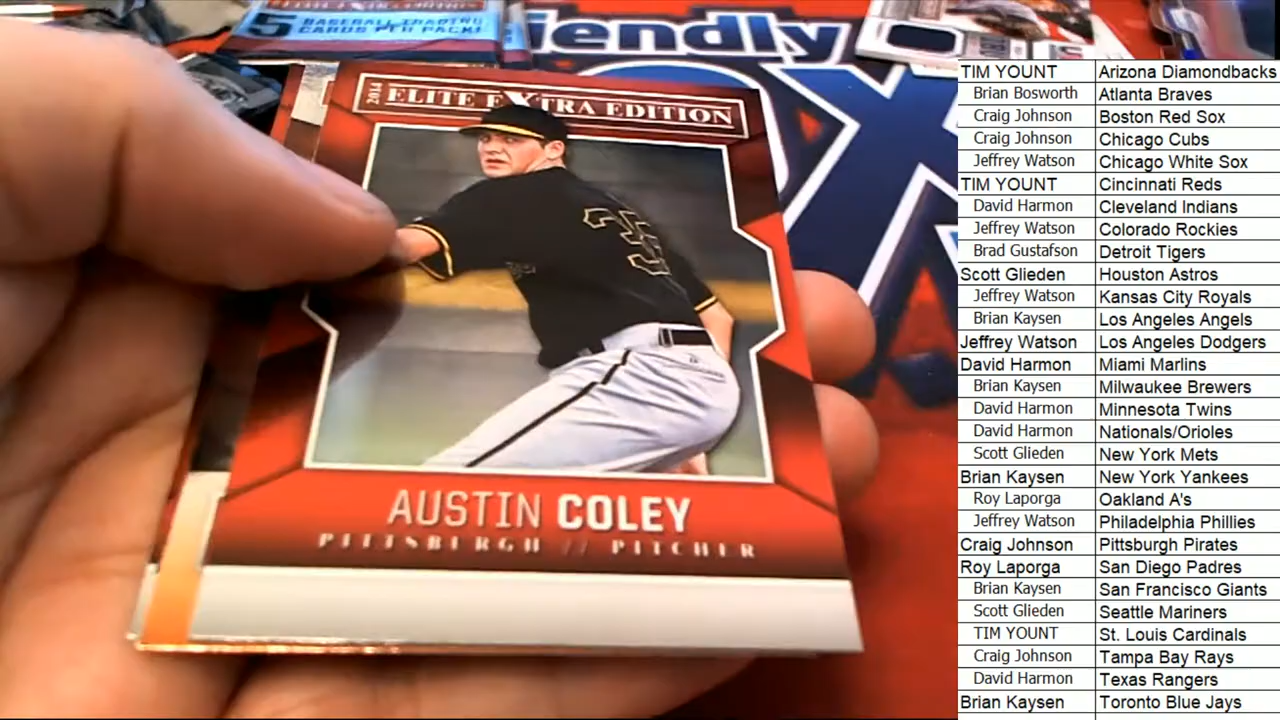 5 BASEBALL TRADING
CARDS PER PACK!
iendly
2014 ELITE EXTRA EDITION
35
AUSTIN COLEY
PITTSBURGH // PITCHER
TIM YOUNT Arizona Diamondbacks
Brian Bosworth Atlanta Braves
Craig Johnson Boston Red Sox
Craig Johnson Chicago Cubs
Jeffrey Watson Chicago White Sox
TIM YOUNT Cincinnati Reds
David Harmon Cleveland Indians
Jeffrey Watson Colorado Rockies
Brad Gustafson Detroit Tigers
Scott Glieden Houston Astros
Jeffrey Watson Kansas City Royals
Brian Kaysen Los Angeles Angels
Jeffrey Watson Los Angeles Dodgers
David Harmon Miami Marlins
Brian Kaysen Milwaukee Brewers
David Harmon Minnesota Twins
David Harmon Nationals/Orioles
Scott Glieden New York Mets
Brian Kaysen New York Yankees
Roy Laporga Oakland A's
Jeffrey Watson Philadelphia Phillies
Craig Johnson Pittsburgh Pirates
Roy Laporga San Diego Padres
Brian Kaysen San Francisco Giants
Scott Glieden Seattle Mariners
TIM YOUNT St. Louis Cardinals
Craig Johnson Tampa Bay Rays
David Harmon Texas Rangers
Brian Kaysen Toronto Blue Jays